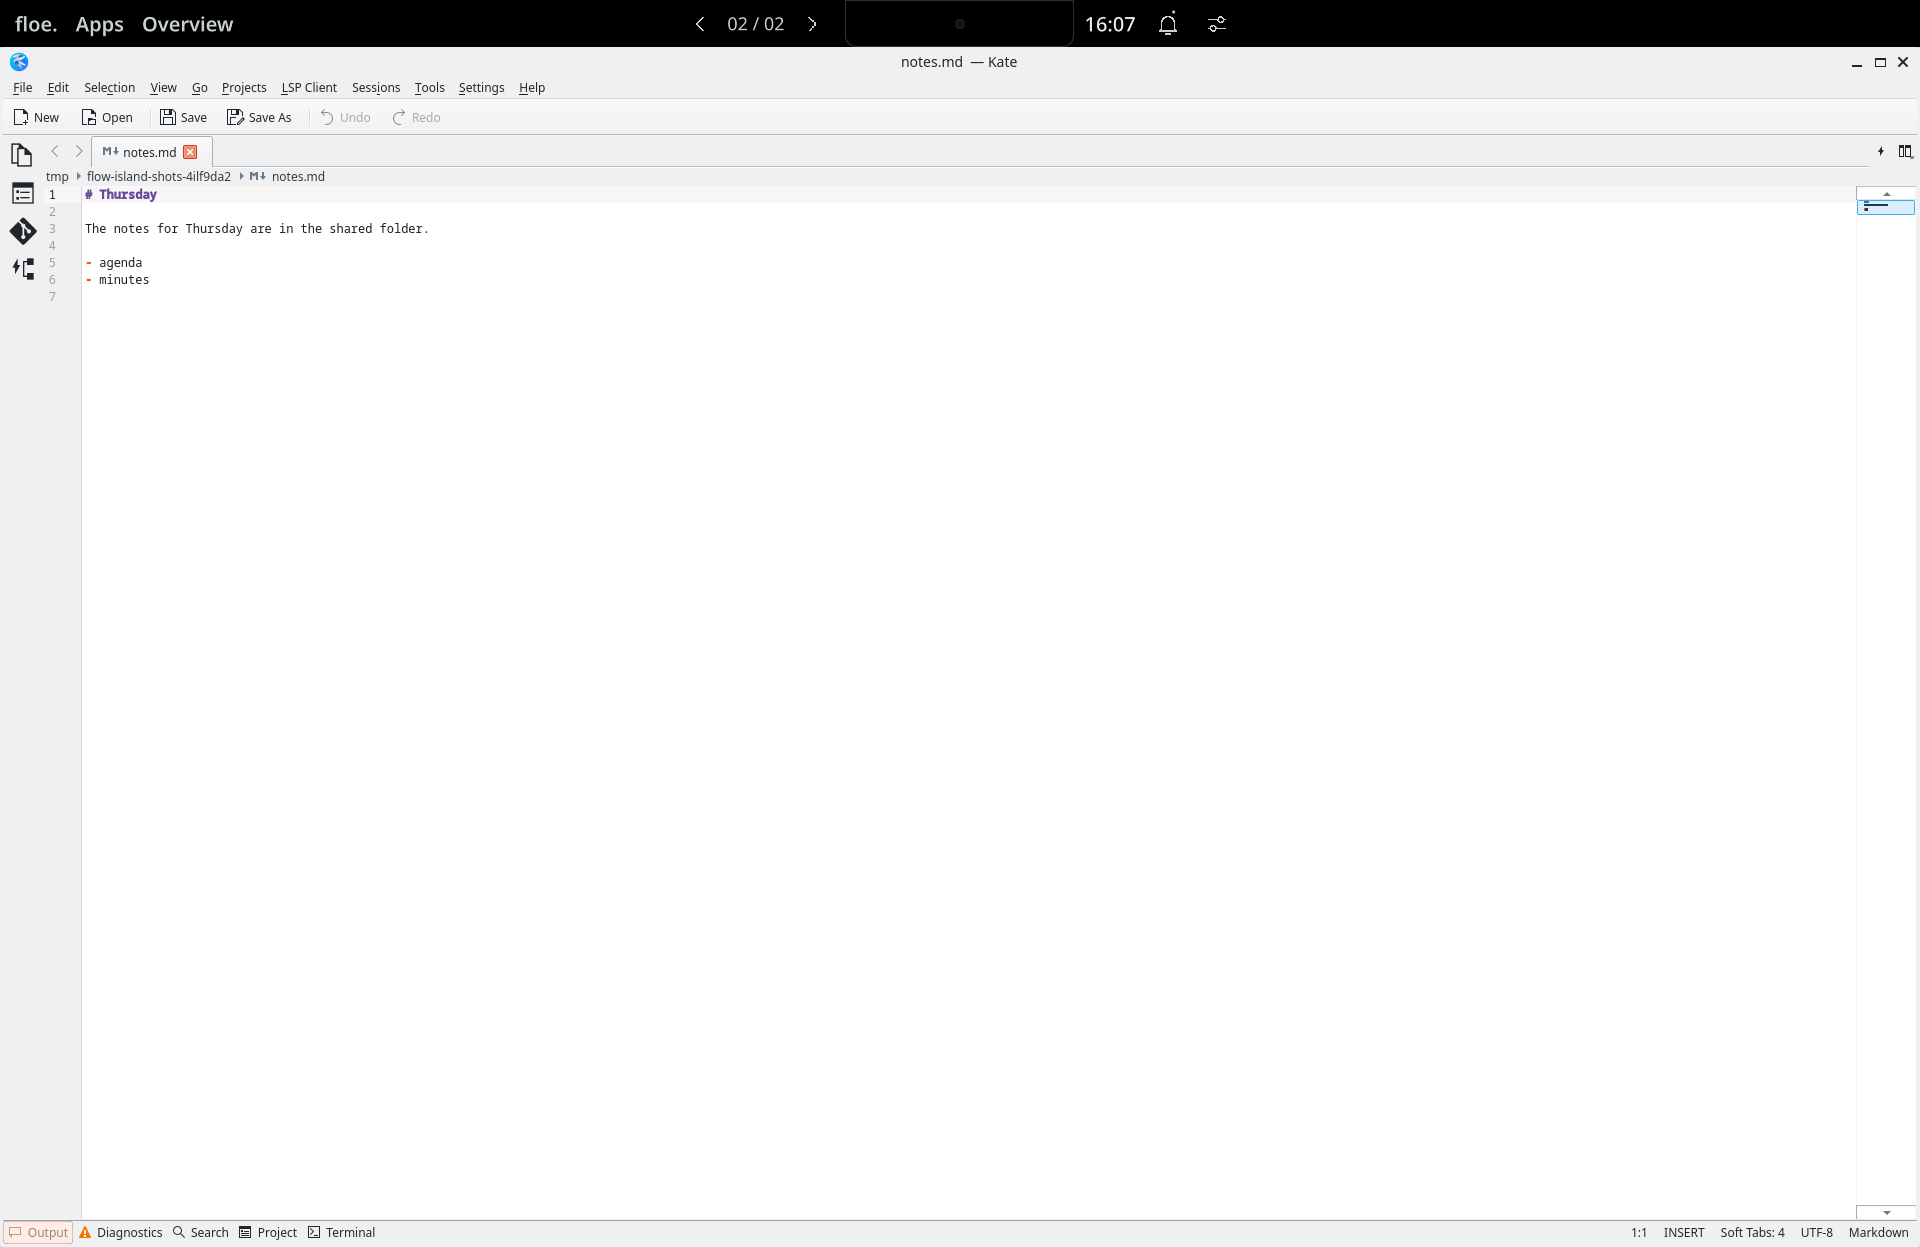 floe. Apps Overview 02 / 02 16:07
notes.md — Kate
File Edit Selection View Go Projects LSP Client Sessions Tools Settings Help
New Open Save Save As Undo Redo
notes.md
tmp flow-island-shots-4ilf9da2 notes.md
1 # Thursday
2
3 The notes for Thursday are in the shared folder.
4
5 - agenda
6 - minutes
7
Output Diagnostics Search Project Terminal 1:1 INSERT Soft Tabs: 4 UTF-8 Markdown